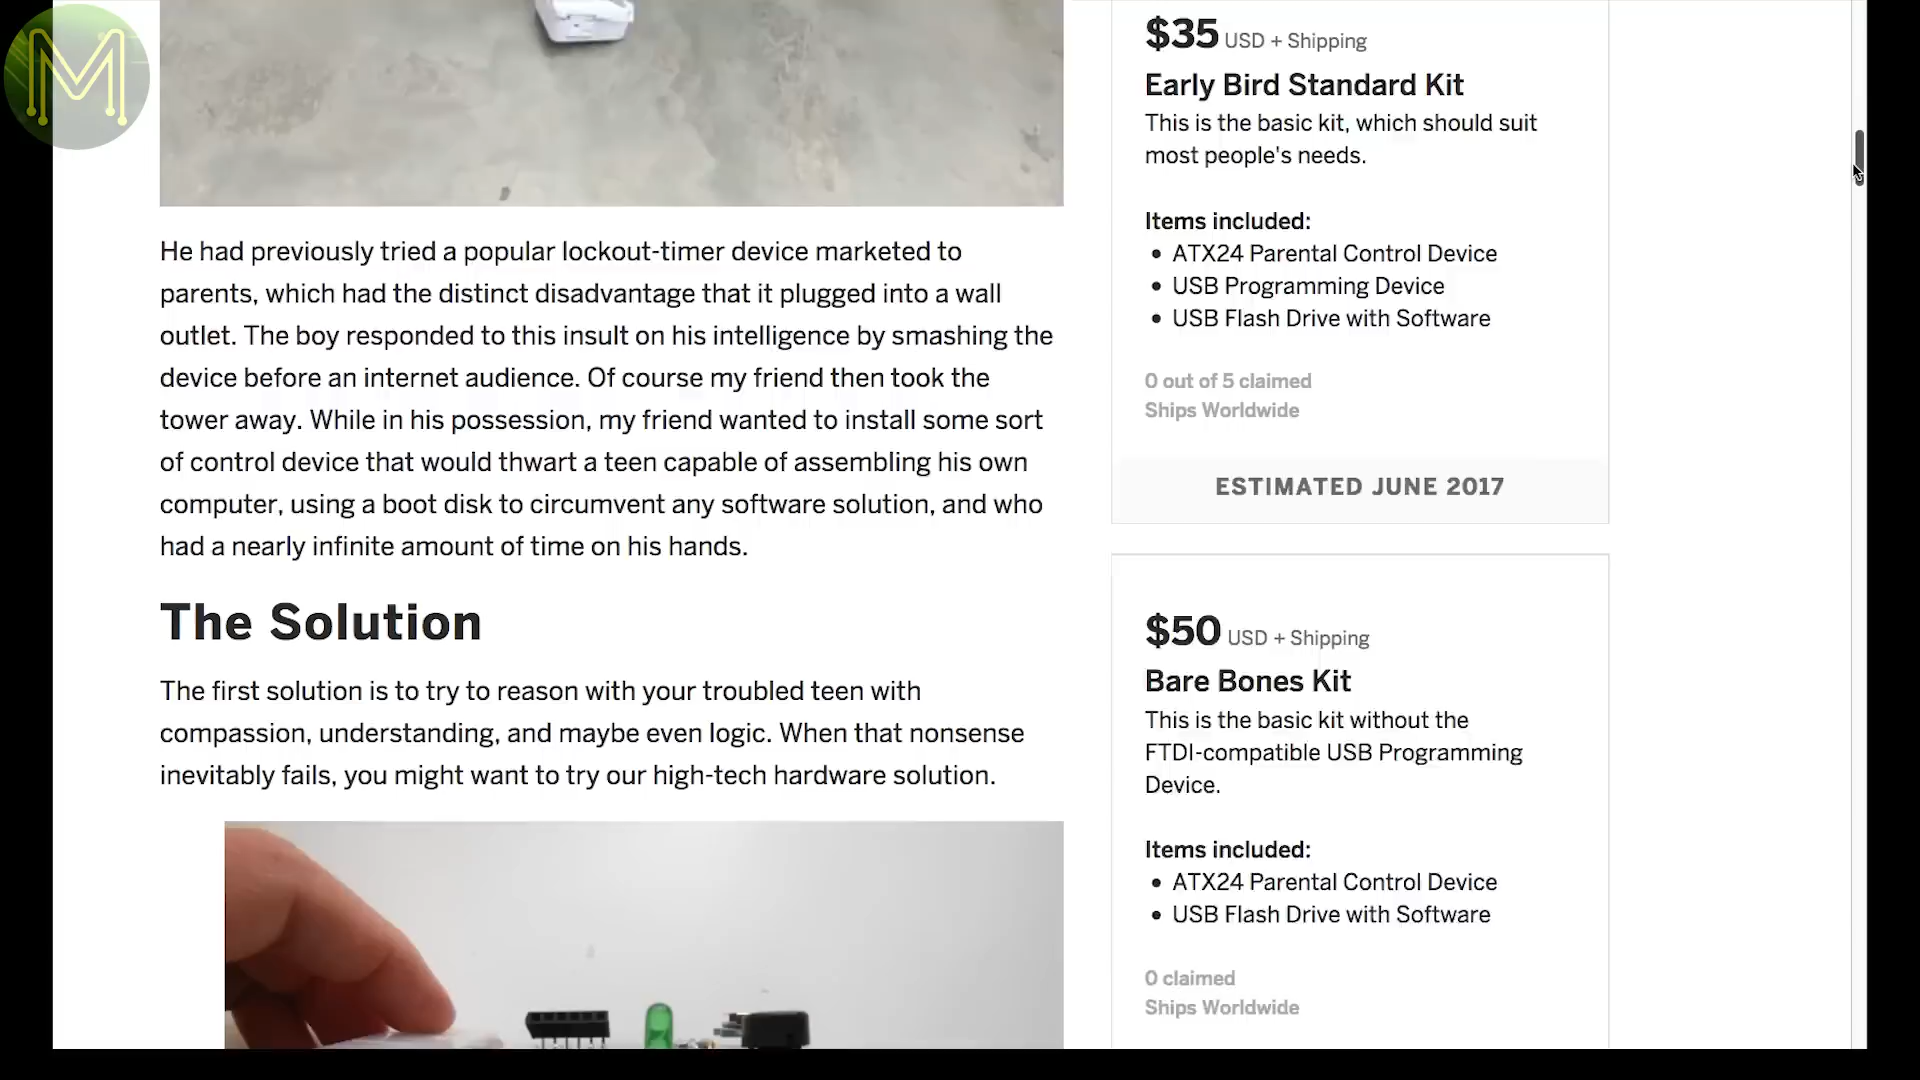 M
He had previously tried a popular lockout-timer device marketed to
parents, which had the distinct disadvantage that it plugged into a wall
outlet. The boy responded to this insult on his intelligence by smashing the
device before an internet audience. Of course my friend then took the
tower away. While in his possession, my friend wanted to install some sort
of control device that would thwart a teen capable of assembling his own
computer, using a boot disk to circumvent any software solution, and who
had a nearly infinite amount of time on his hands.
The Solution
The first solution is to try to reason with your troubled teen with
compassion, understanding, and maybe even logic. When that nonsense
inevitably fails, you might want to try our high-tech hardware solution.
$35 USD + Shipping
Early Bird Standard Kit
This is the basic kit, which should suit
most people's needs.
Items included:
• ATX24 Parental Control Device
• USB Programming Device
• USB Flash Drive with Software
0 out of 5 claimed
Ships Worldwide
ESTIMATED JUNE 2017
$50 USD + Shipping
Bare Bones Kit
This is the basic kit without the
FTDI-compatible USB Programming
Device.
Items included:
• ATX24 Parental Control Device
• USB Flash Drive with Software
0 claimed
Ships Worldwide